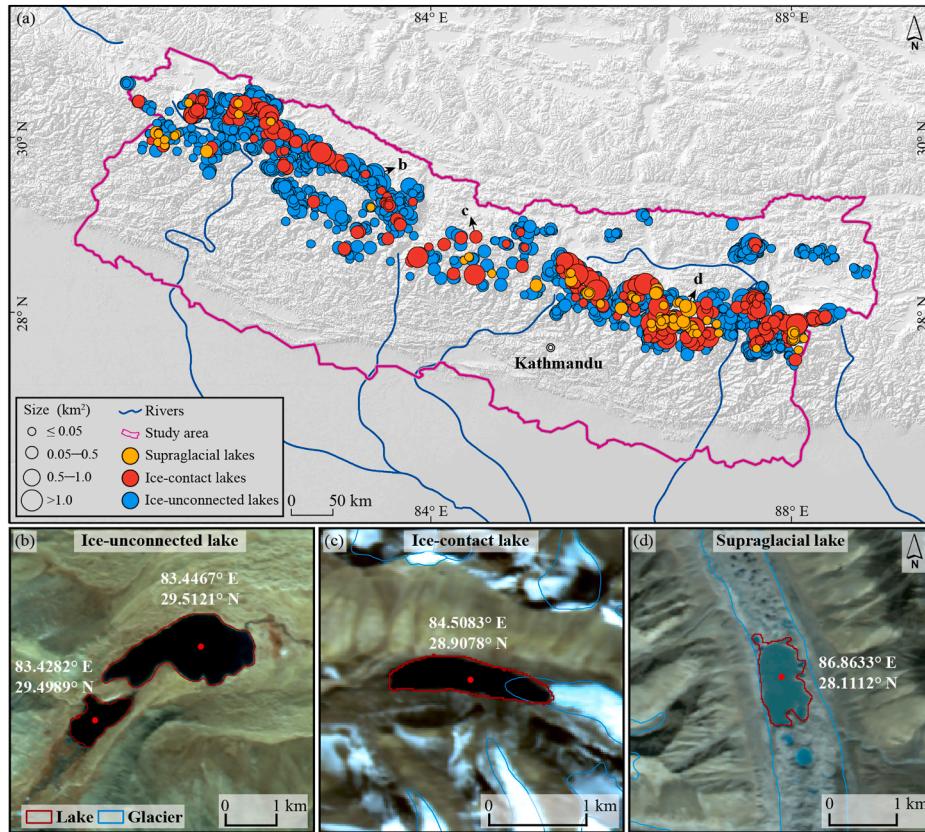 (a)
84° E
88° E
N
30° N
30° N
b
c
d
28° N
28° N
Kathmandu
Size (km²)
≤ 0.05
0.05—0.5
0.5—1.0
>1.0
Rivers
Study area
Supraglacial lakes
Ice-contact lakes
Ice-unconnected lakes
0 50 km
84° E
88° E
(b) Ice-unconnected lake
83.4467° E
29.5121° N
83.4282° E
29.4989° N
Lake Glacier
0 1 km
(c) Ice-contact lake
84.5083° E
28.9078° N
0 1 km
(d) Supraglacial lake
N
86.8633° E
28.1112° N
0 1 km